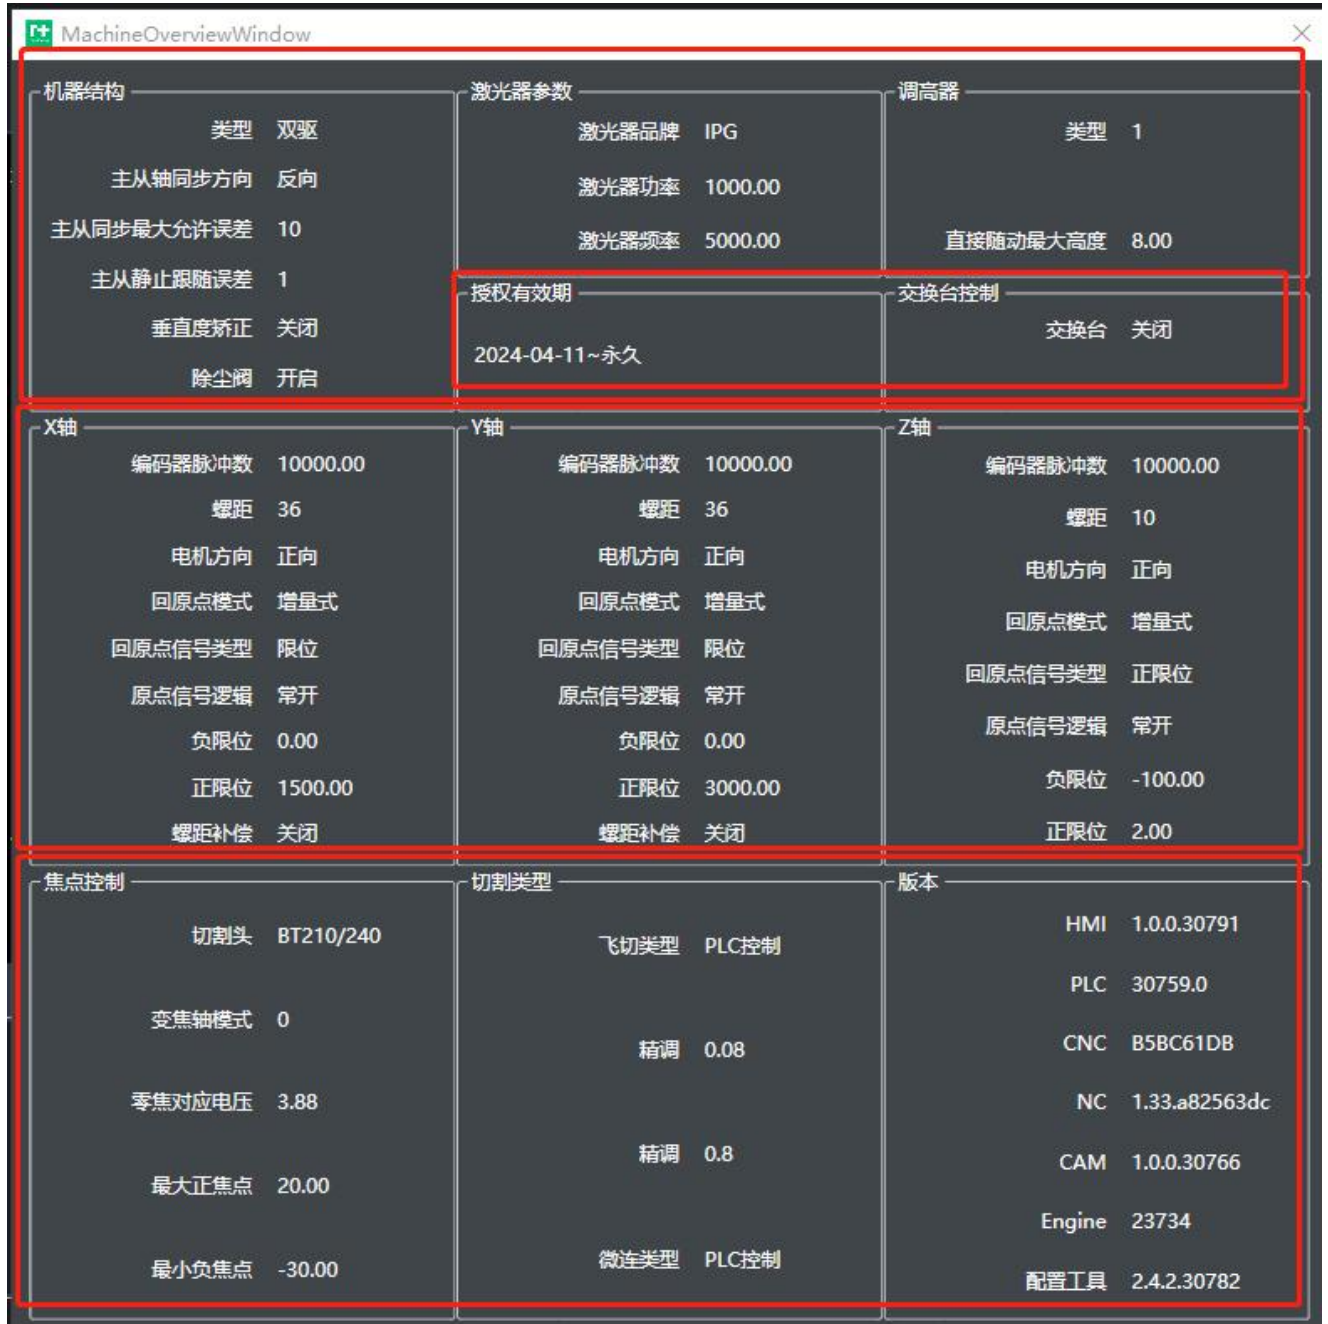 MachineOverviewWindow
机器结构
类型 双驱
主从轴同步方向 反向
主从同步最大允许误差 10
主从静止跟随误差 1
垂直度矫正 关闭
除尘阀 开启
激光器参数
激光器品牌 IPG
激光器功率 1000.00
激光器频率 5000.00
调高器
类型 1
直接随动最大高度 8.00
授权有效期
2024-04-11~永久
交换台控制
交换台 关闭
X轴
编码器脉冲数 10000.00
螺距 36
电机方向 正向
回原点模式 增量式
回原点信号类型 限位
原点信号逻辑 常开
负限位 0.00
正限位 1500.00
螺距补偿 关闭
Y轴
编码器脉冲数 10000.00
螺距 36
电机方向 正向
回原点模式 增量式
回原点信号类型 限位
原点信号逻辑 常开
负限位 0.00
正限位 3000.00
螺距补偿 关闭
Z轴
编码器脉冲数 10000.00
螺距 10
电机方向 正向
回原点模式 增量式
回原点信号类型 正限位
原点信号逻辑 常开
负限位 -100.00
正限位 2.00
焦点控制
切割头 BT210/240
变焦轴模式 0
零焦对应电压 3.88
最大正焦点 20.00
最小负焦点 -30.00
切割类型
飞切类型 PLC控制
精调 0.08
精调 0.8
微连类型 PLC控制
版本
HMI 1.0.0.30791
PLC 30759.0
CNC B5BC61DB
NC 1.33.a82563dc
CAM 1.0.0.30766
Engine 23734
配置工具 2.4.2.30782